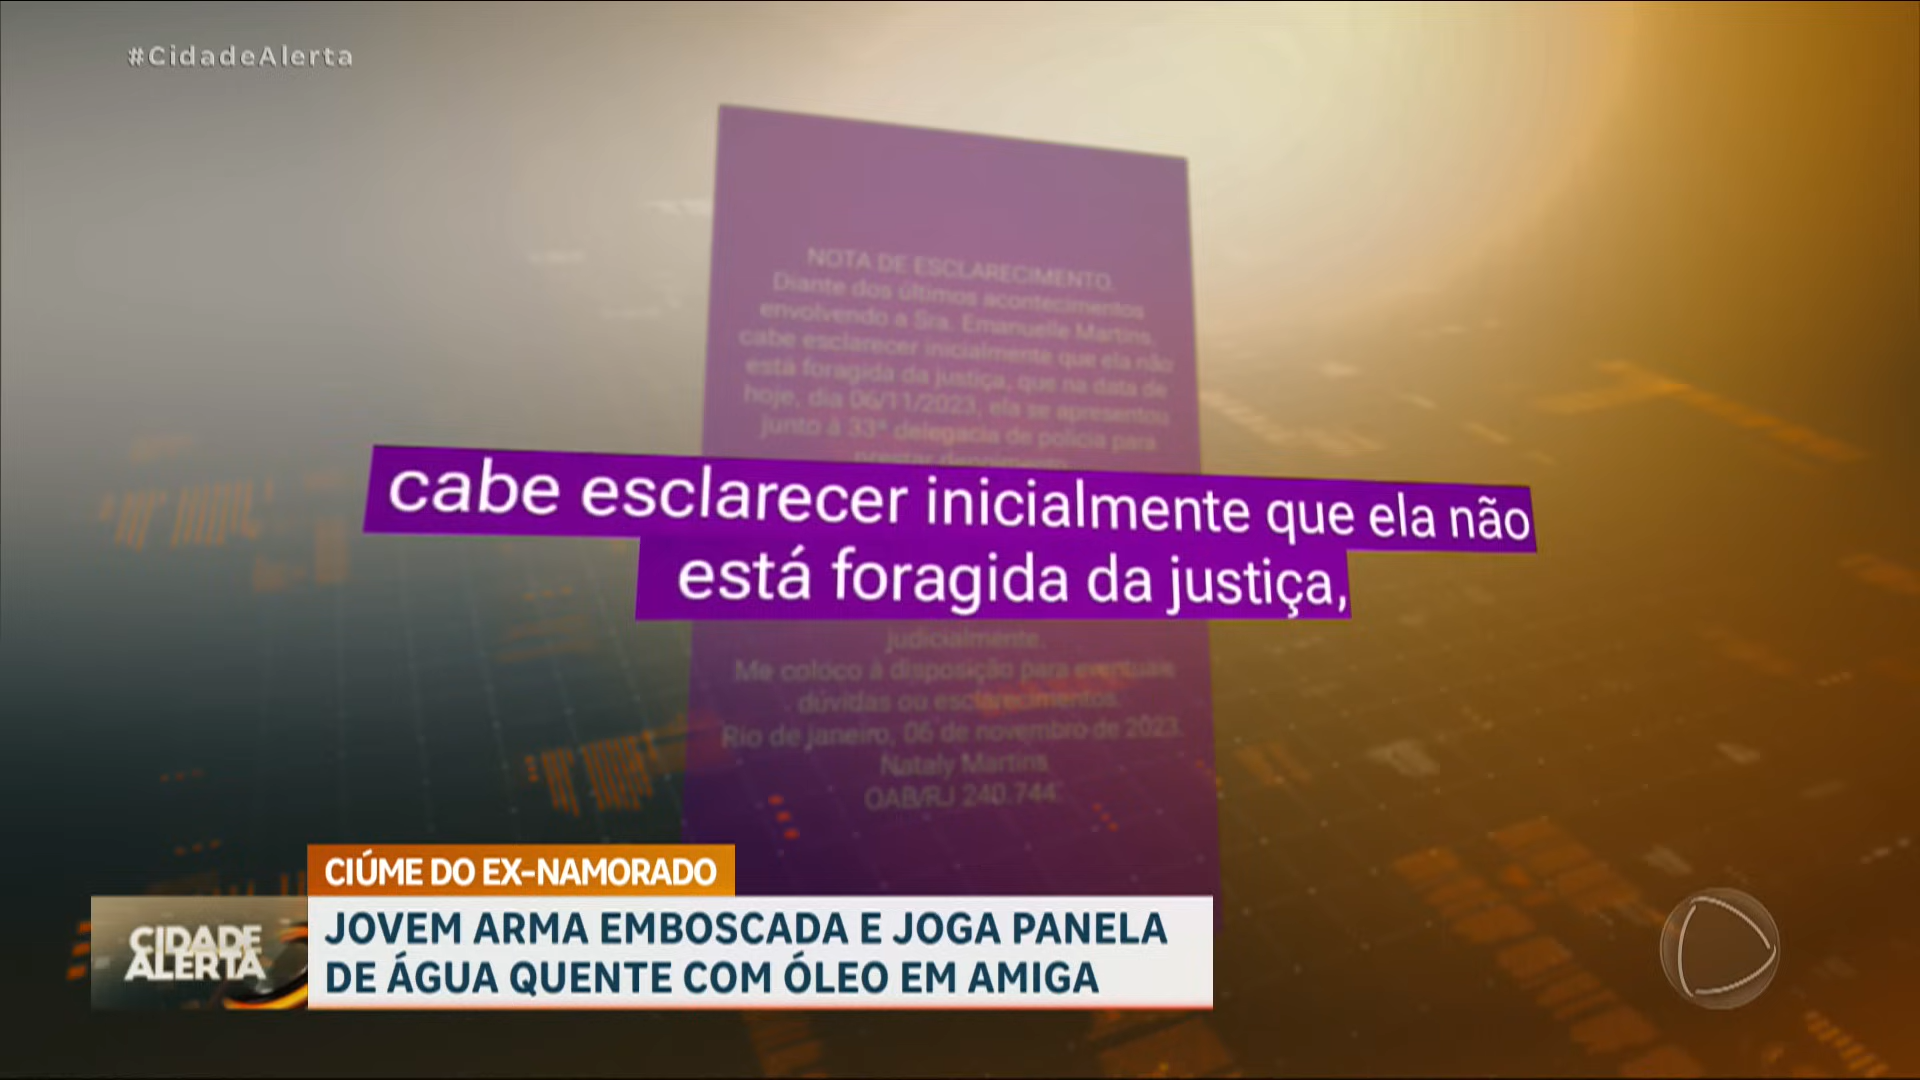 #CidadeAlerta
NOTA DE ESCLARECIMENTO.
Diante dos últimos acontecimentos
envolvendo a Sra. Emanuelle Martins,
cabe esclarecer inicialmente que ela não
está foragida da justiça, que na data de
hoje, dia 06/11/2023, ela se apresentou
junto à 33ª delegacia de polícia para
prestar depoimento
cabe esclarecer inicialmente que ela não
está foragida da justiça,
judicialmente.
Me coloco à disposição para eventuais
dúvidas ou esclarecimentos.
Rio de janeiro, 06 de novembro de 2023.
Nataly Martins
OAB/RJ 240.744
CIÚME DO EX-NAMORADO
CIDADE ALERTA
JOVEM ARMA EMBOSCADA E JOGA PANELA
DE ÁGUA QUENTE COM ÓLEO EM AMIGA